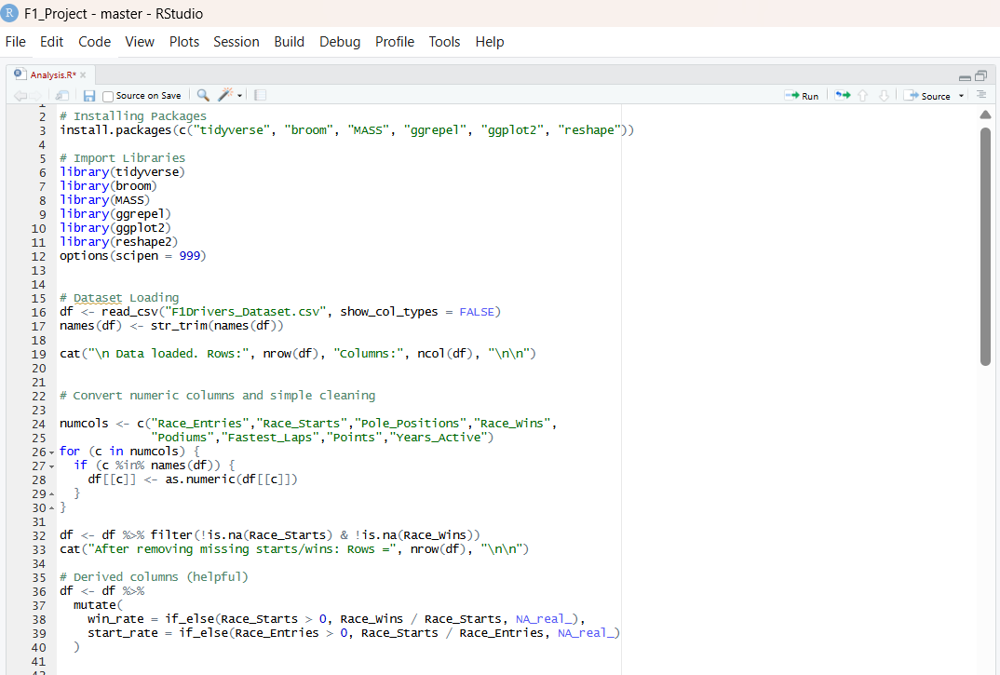 R F1_Project - master - RStudio
File Edit Code View Plots Session Build Debug Profile Tools Help
Analysis.R*
Source on Save Run Source
1
2 # Installing Packages
3 install.packages(c("tidyverse", "broom", "MASS", "ggrepel", "ggplot2", "reshape"))
4
5 # Import Libraries
6 library(tidyverse)
7 library(broom)
8 library(MASS)
9 library(ggrepel)
10 library(ggplot2)
11 library(reshape2)
12 options(scipen = 999)
13
14
15 # Dataset Loading
16 df <- read_csv("F1Drivers_Dataset.csv", show_col_types = FALSE)
17 names(df) <- str_trim(names(df))
18
19 cat("\n Data loaded. Rows:", nrow(df), "Columns:", ncol(df), "\n\n")
20
21
22 # Convert numeric columns and simple cleaning
23
24 numcols <- c("Race_Entries","Race_Starts","Pole_Positions","Race_Wins",
25 "Podiums","Fastest_Laps","Points","Years_Active")
26 for (c in numcols) {
27 if (c %in% names(df)) {
28 df[[c]] <- as.numeric(df[[c]])
29 }
30 }
31
32 df <- df %>% filter(!is.na(Race_Starts) & !is.na(Race_Wins))
33 cat("After removing missing starts/wins: Rows =", nrow(df), "\n\n")
34
35 # Derived columns (helpful)
36 df <- df %>%
37 mutate(
38 win_rate = if_else(Race_Starts > 0, Race_Wins / Race_Starts, NA_real_),
39 start_rate = if_else(Race_Entries > 0, Race_Starts / Race_Entries, NA_real_)
40 )
41
42